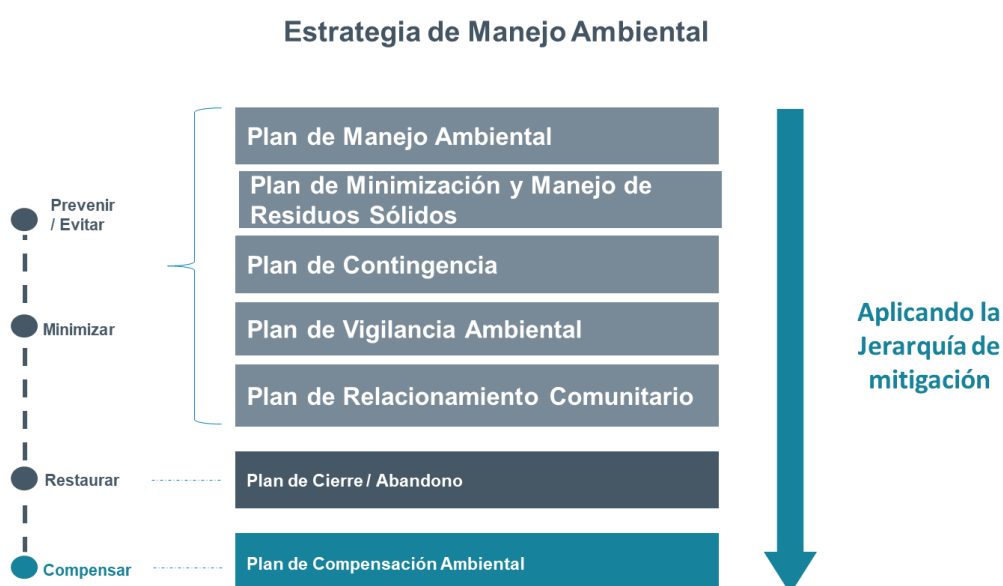 Estrategia de Manejo Ambiental
Plan de Manejo Ambiental
Plan de Minimización y Manejo de
Residuos Sólidos
Plan de Contingencia
Plan de Vigilancia Ambiental
Plan de Relacionamiento Comunitario
Plan de Cierre / Abandono
Plan de Compensación Ambiental
Prevenir
/ Evitar
Minimizar
Restaurar
Compensar
Aplicando la
Jerarquía de
mitigación